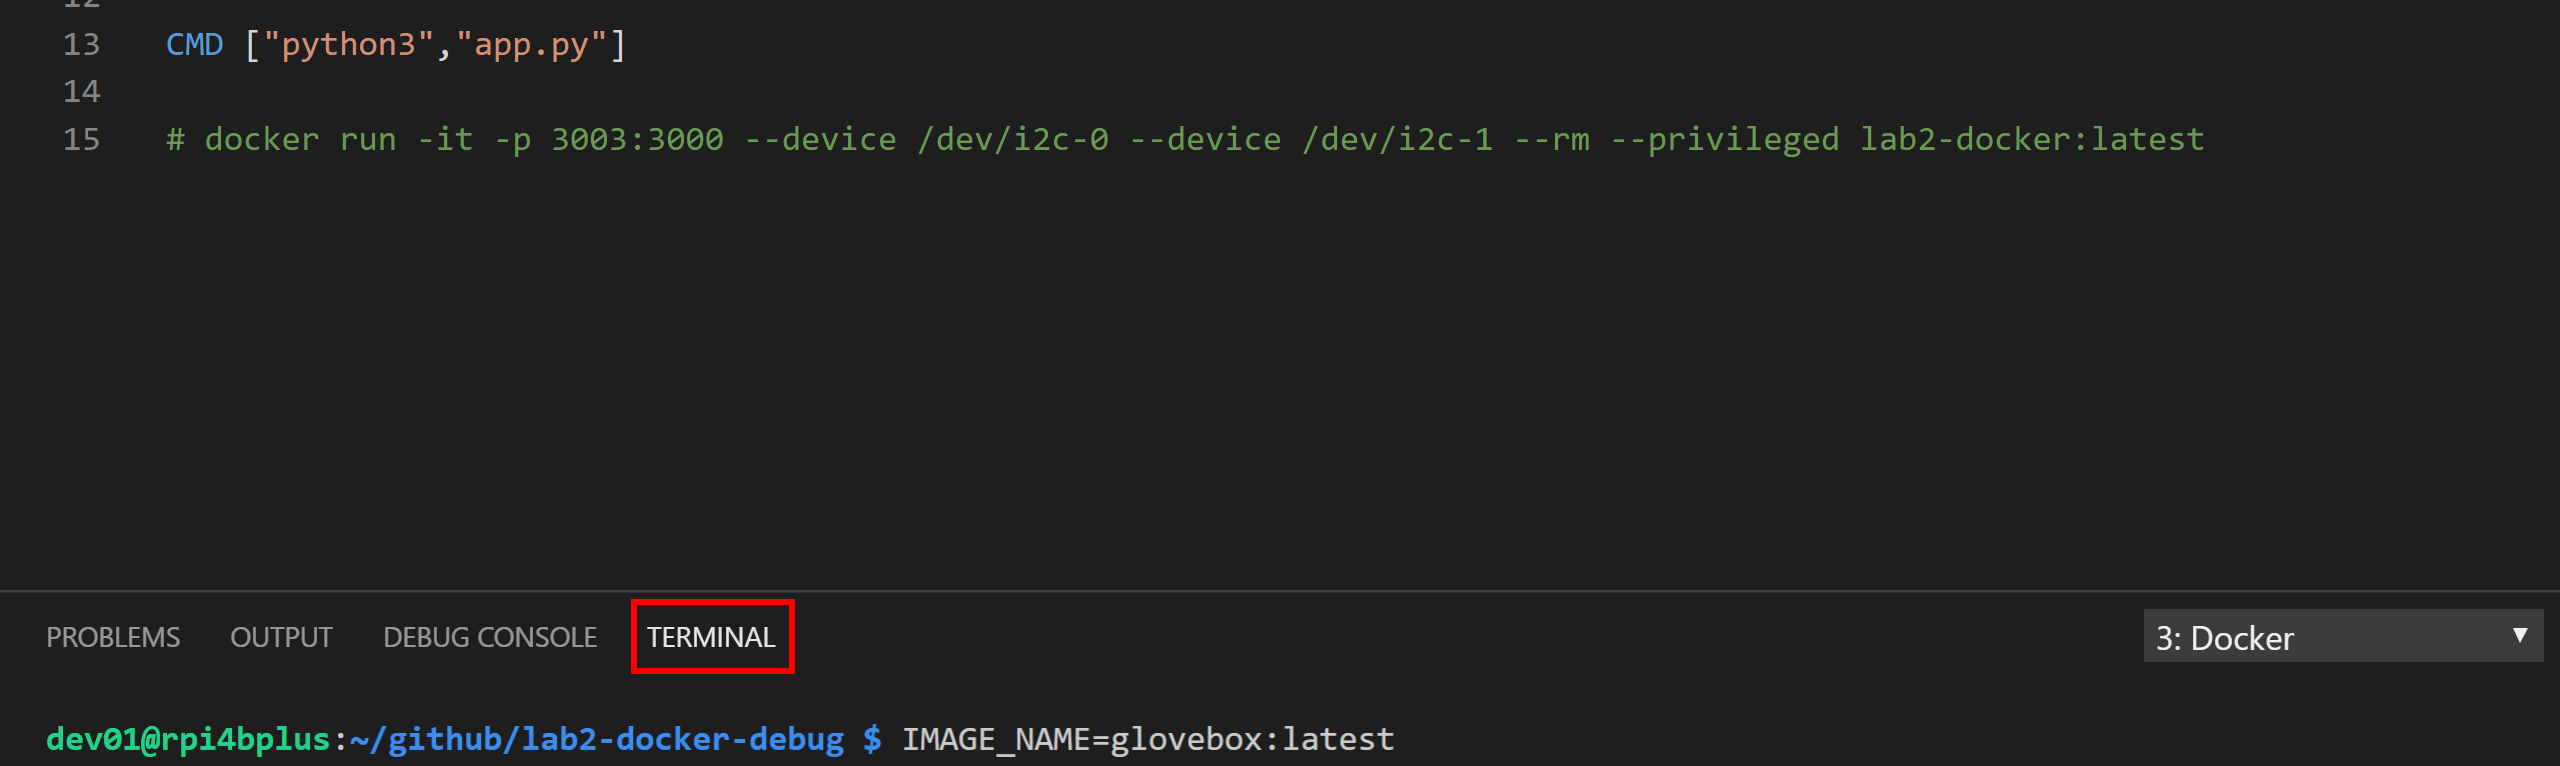 12
13 CMD ["python3","app.py"]
14
15 # docker run -it -p 3003:3000 --device /dev/i2c-0 --device /dev/i2c-1 --rm --privileged lab2-docker:latest
PROBLEMS OUTPUT DEBUG CONSOLE TERMINAL 3: Docker
dev01@rpi4bplus:~/github/lab2-docker-debug $ IMAGE_NAME=glovebox:latest